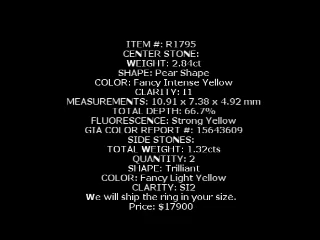 ITEM #: R1795
CENTER STONE:
WEIGHT: 2.84ct
SHAPE: Pear Shape
COLOR: Fancy Intense Yellow
CLARITY: I1
MEASUREMENTS: 10.91 x 7.38 x 4.92 mm
TOTAL DEPTH: 66.7%
FLUORESCENCE: Strong Yellow
GIA COLOR REPORT #: 15643609
SIDE STONES:
TOTAL WEIGHT: 1.32cts
QUANTITY: 2
SHAPE: Trilliant
COLOR: Fancy Light Yellow
CLARITY: SI2
We will ship the ring in your size.
Price: $17900